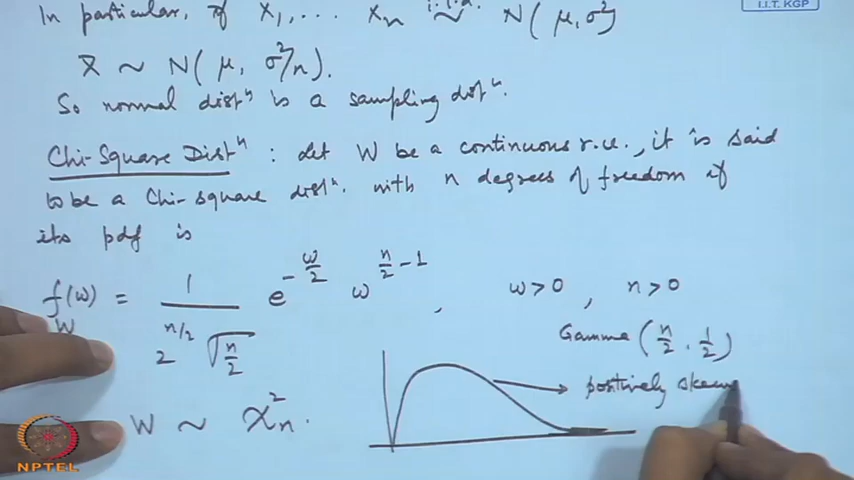 In particular, if X1, ... Xn i.i.d. ~ N(μ, σ²)
X̄ ~ N(μ, σ²/n).
So normal distⁿ is a sampling distⁿ.
Chi-Square Distⁿ : Let W be a continuous r.v., it is said
to be a Chi-square distⁿ. with n degrees of freedom if
its pdf is
f_W(w) = 1/(2^(n/2) Γ(n/2)) e^(-w/2) w^(n/2 - 1) , w>0 , n>0
Gamma (n/2, 1/2)
positively skew
W ~ χ²n.
I.I.T. KGP
NPTEL